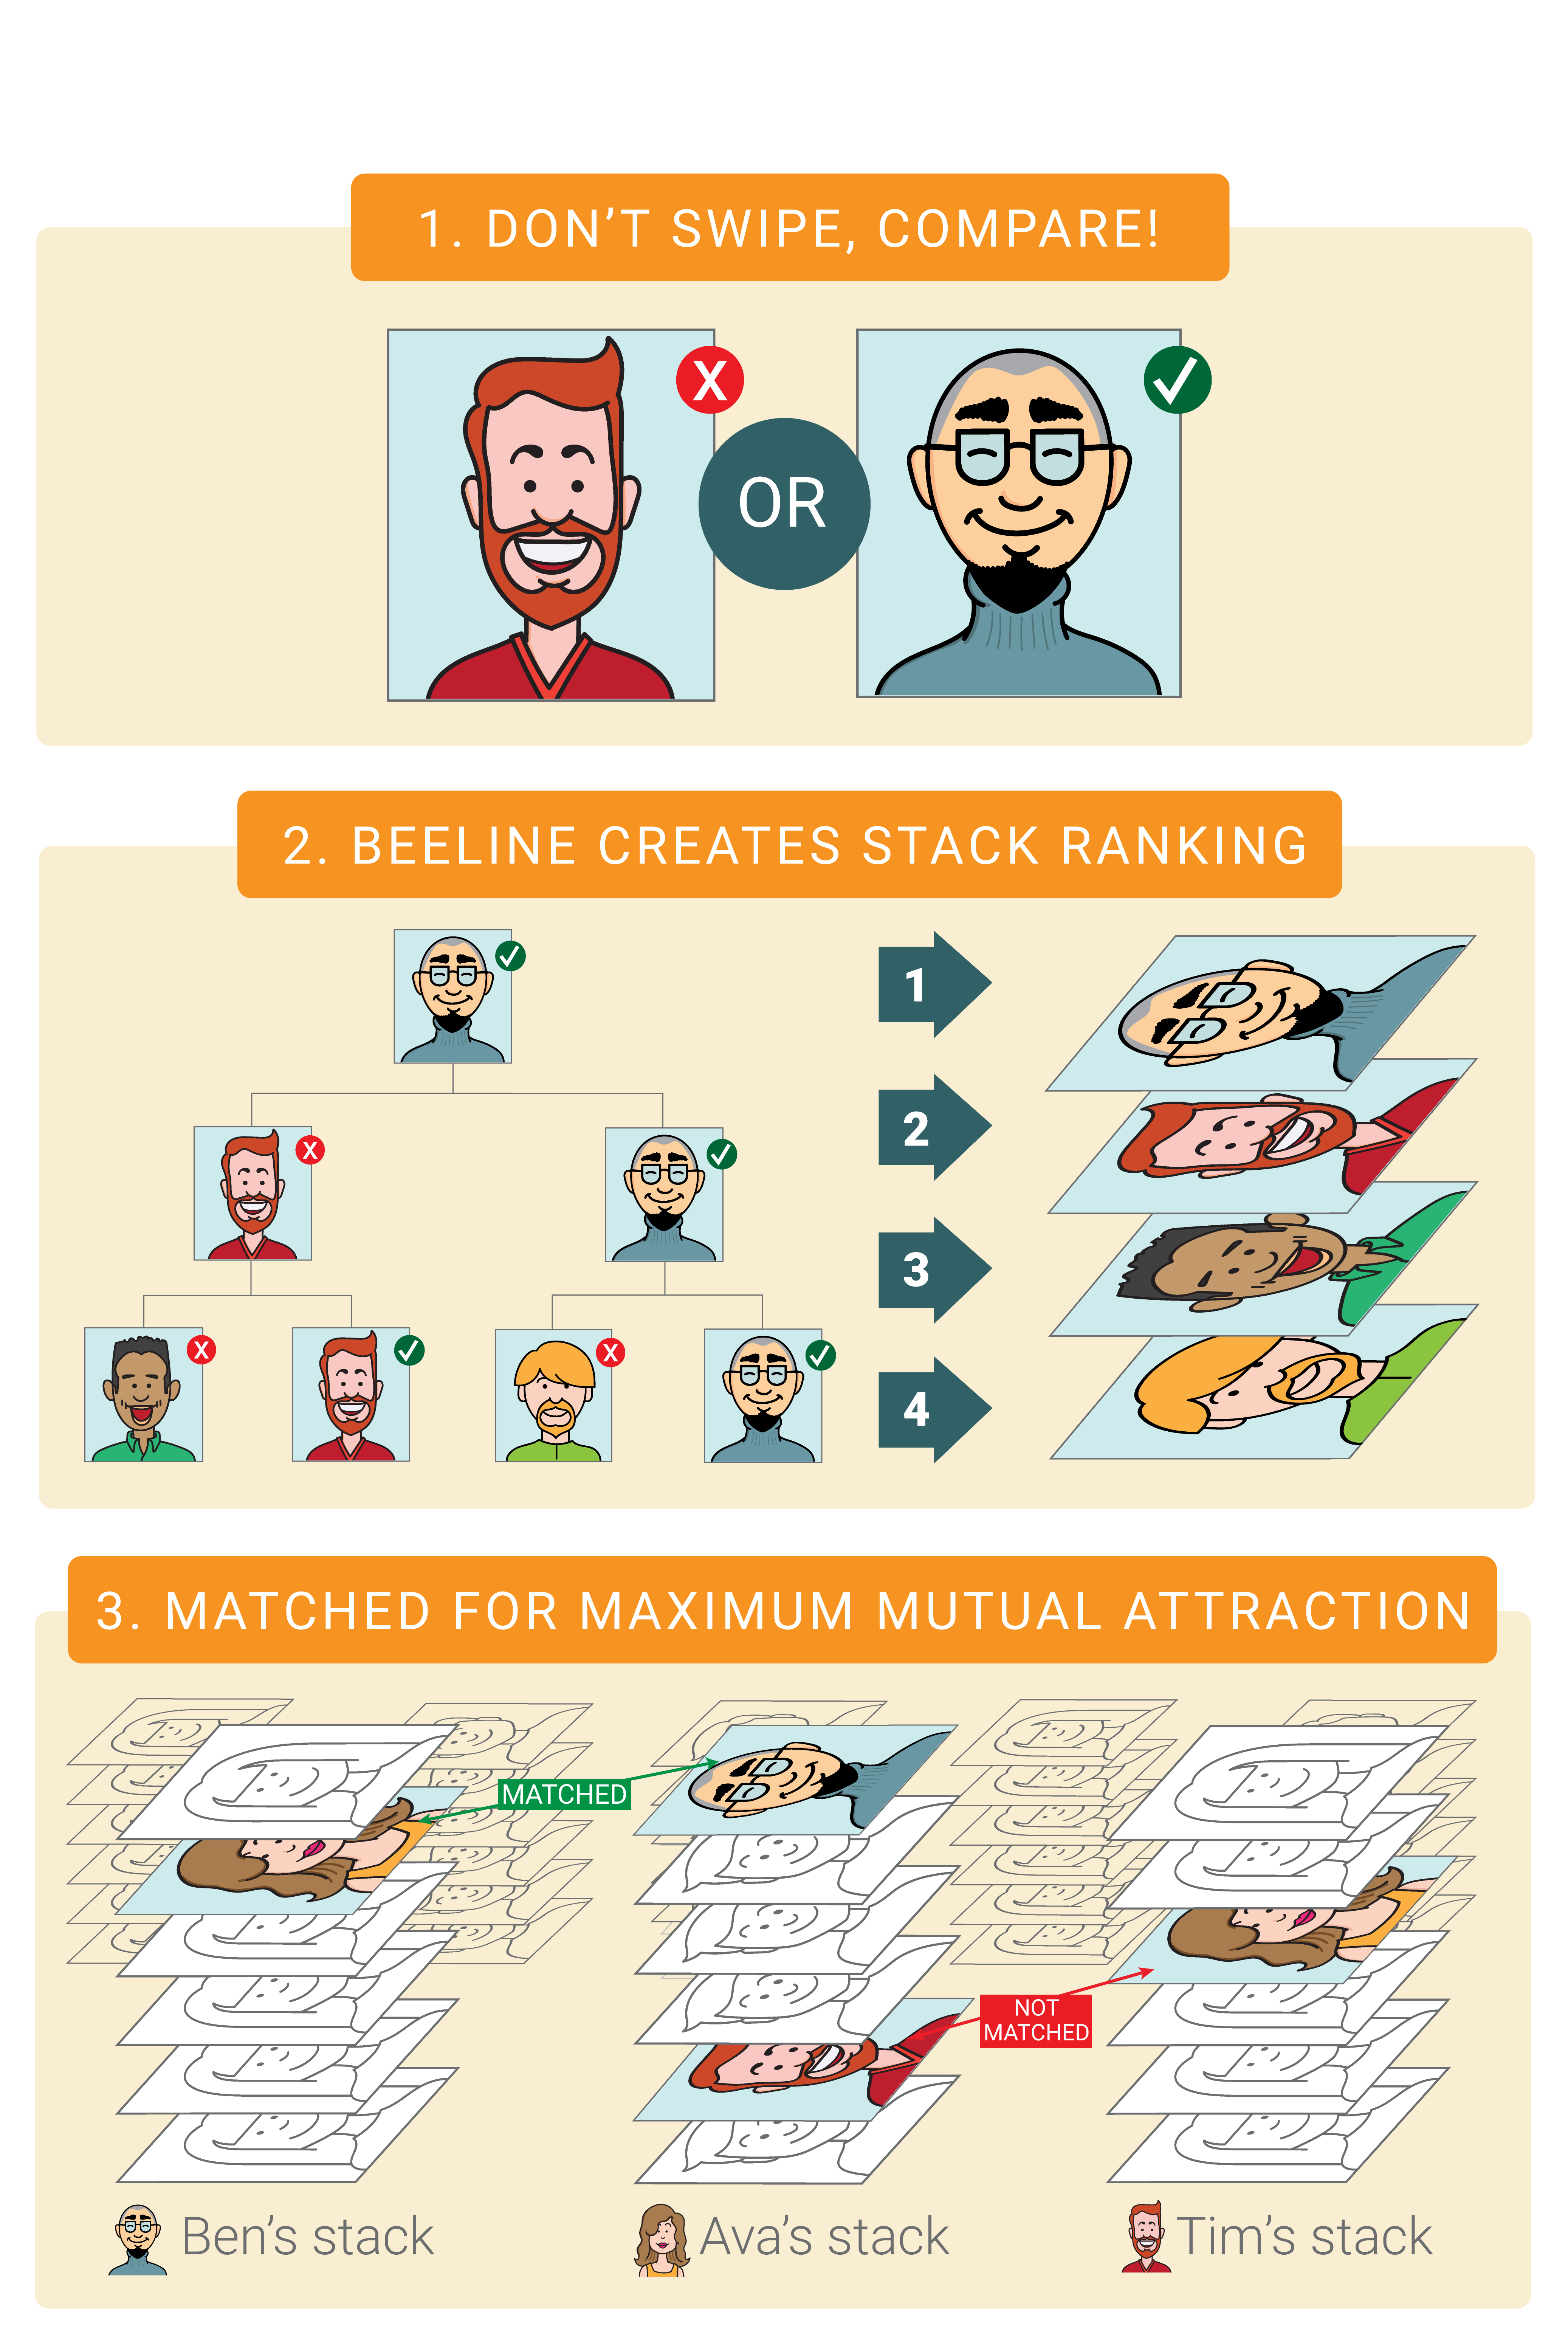 1. DON’T SWIPE, COMPARE!
X
OR
2. BEELINE CREATES STACK RANKING
1
X
2
X
X
3
4
3. MATCHED FOR MAXIMUM MUTUAL ATTRACTION
MATCHED
NOT
MATCHED
Ben’s stack
Ava’s stack
Tim’s stack